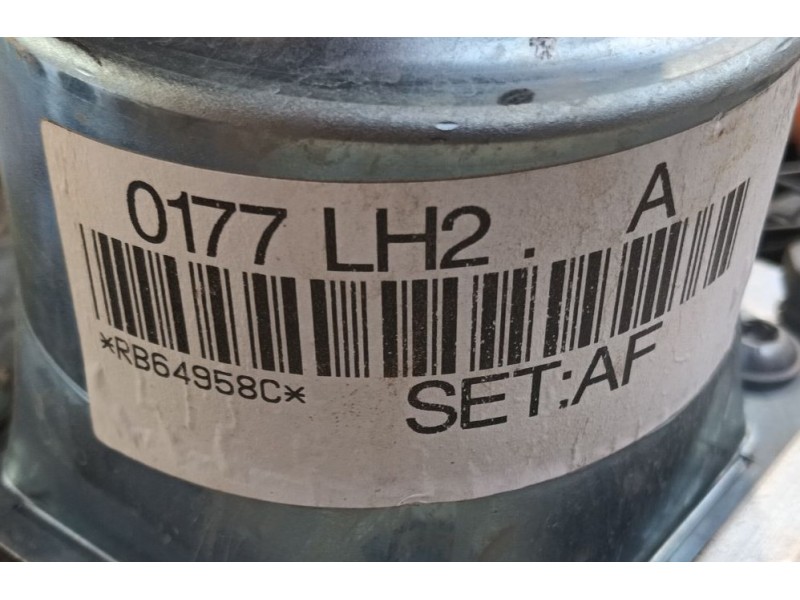 0177 LH2. A
*RB64958C*
SET:AF